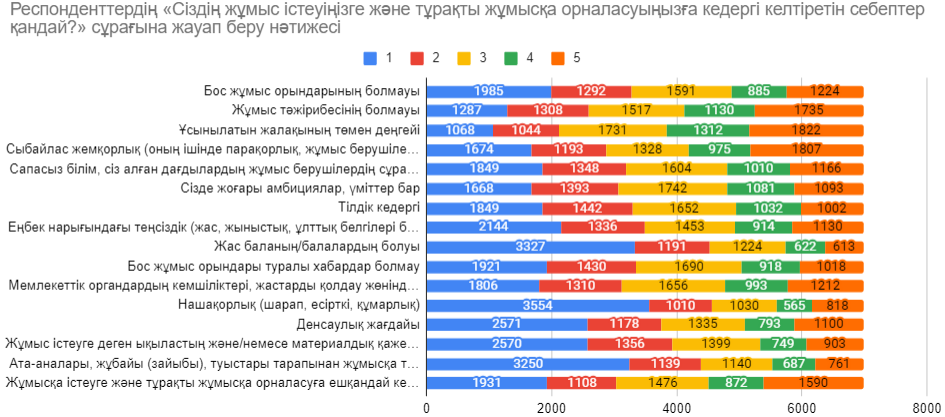 Респонденттердің «Сіздің жұмыс істеуіңізге және тұрақты жұмысқа орналасуыңызға кедергі келтіретін себептер
қандай?» сұрағына жауап беру нәтижесі
1 2 3 4 5
Бос жұмыс орындарының болмауы 1985 1292 1591 885 1224
Жұмыс тәжірибесінің болмауы 1287 1308 1517 1130 1735
Ұсынылатын жалақының төмен деңгейі 1068 1044 1731 1312 1822
Сыбайлас жемқорлық (оның ішінде парақорлық, жұмыс берушіле... 1674 1193 1328 975 1807
Сапасыз білім, сіз алған дағдылардың жұмыс берушілердің сұра... 1849 1348 1604 1010 1166
Сізде жоғары амбициялар, үміттер бар 1668 1393 1742 1081 1093
Тілдік кедергі 1849 1442 1652 1032 1002
Еңбек нарығындағы теңсіздік (жас, жыныстық, ұлттық белгілері б... 2144 1336 1453 914 1130
Жас баланың/балалардың болуы 3327 1191 1224 622 613
Бос жұмыс орындары туралы хабардар болмау 1921 1430 1690 918 1018
Мемлекеттік органдардың кемшіліктері, жастарды қолдау жөнінд... 1806 1310 1656 993 1212
Нашақорлық (шарап, есірткі, құмарлық) 3554 1010 1030 565 818
Денсаулық жағдайы 2571 1178 1335 793 1100
Жұмыс істеуге деген ықыластың және/немесе материалдық қаже... 2570 1356 1399 749 903
Ата-аналары, жұбайы (зайыбы), туыстары тарапынан жұмысқа т... 3250 1139 1140 687 761
Жұмысқа істеуге және тұрақты жұмысқа орналасуға ешқандай ке... 1931 1108 1476 872 1590
0 2000 4000 6000 8000